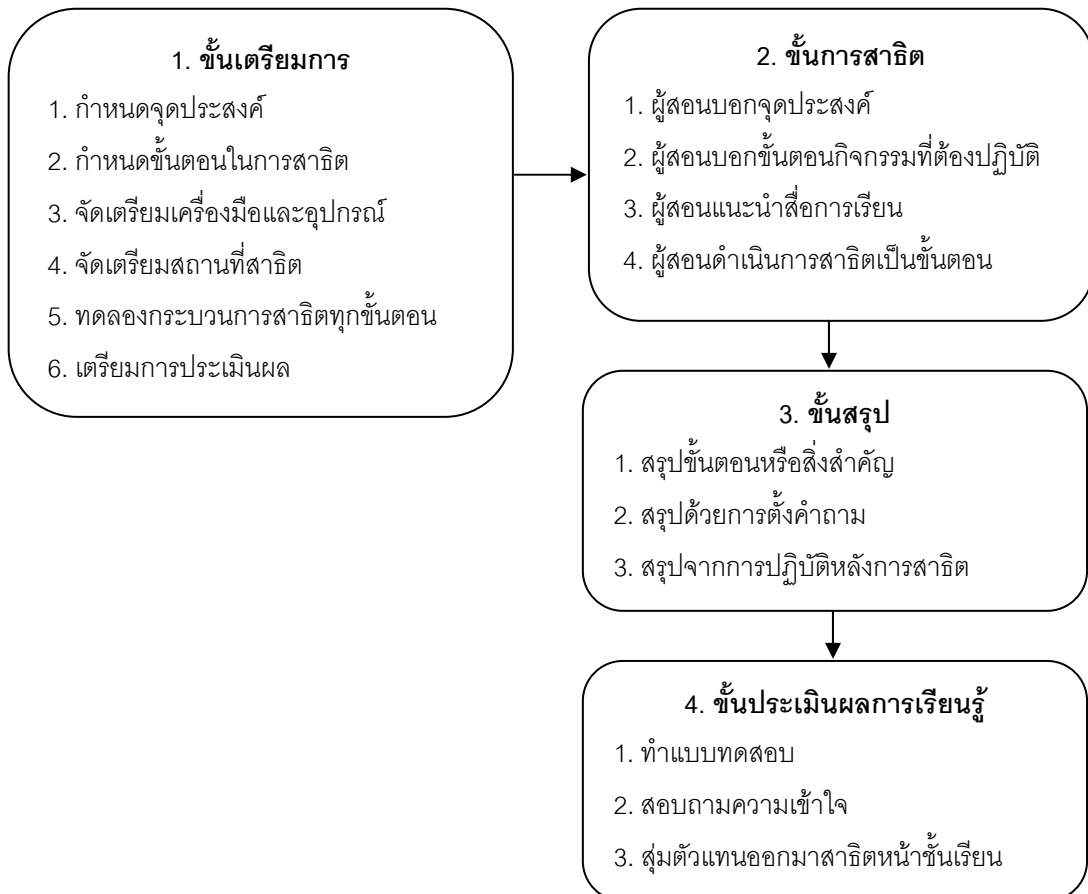 1. ขั้นเตรียมการ
1. กำหนดจุดประสงค์
2. กำหนดขั้นตอนในการสาธิต
3. จัดเตรียมเครื่องมือและอุปกรณ์
4. จัดเตรียมสถานที่สาธิต
5. ทดลองกระบวนการสาธิตทุกขั้นตอน
6. เตรียมการประเมินผล
2. ขั้นการสาธิต
1. ผู้สอนบอกจุดประสงค์
2. ผู้สอนบอกขั้นตอนกิจกรรมที่ต้องปฏิบัติ
3. ผู้สอนแนะนำสื่อการเรียน
4. ผู้สอนดำเนินการสาธิตเป็นขั้นตอน
3. ขั้นสรุป
1. สรุปขั้นตอนหรือสิ่งสำคัญ
2. สรุปด้วยการตั้งคำถาม
3. สรุปจากการปฏิบัติหลังการสาธิต
4. ขั้นประเมินผลการเรียนรู้
1. ทำแบบทดสอบ
2. สอบถามความเข้าใจ
3. สุ่มตัวแทนออกมาสาธิตหน้าชั้นเรียน